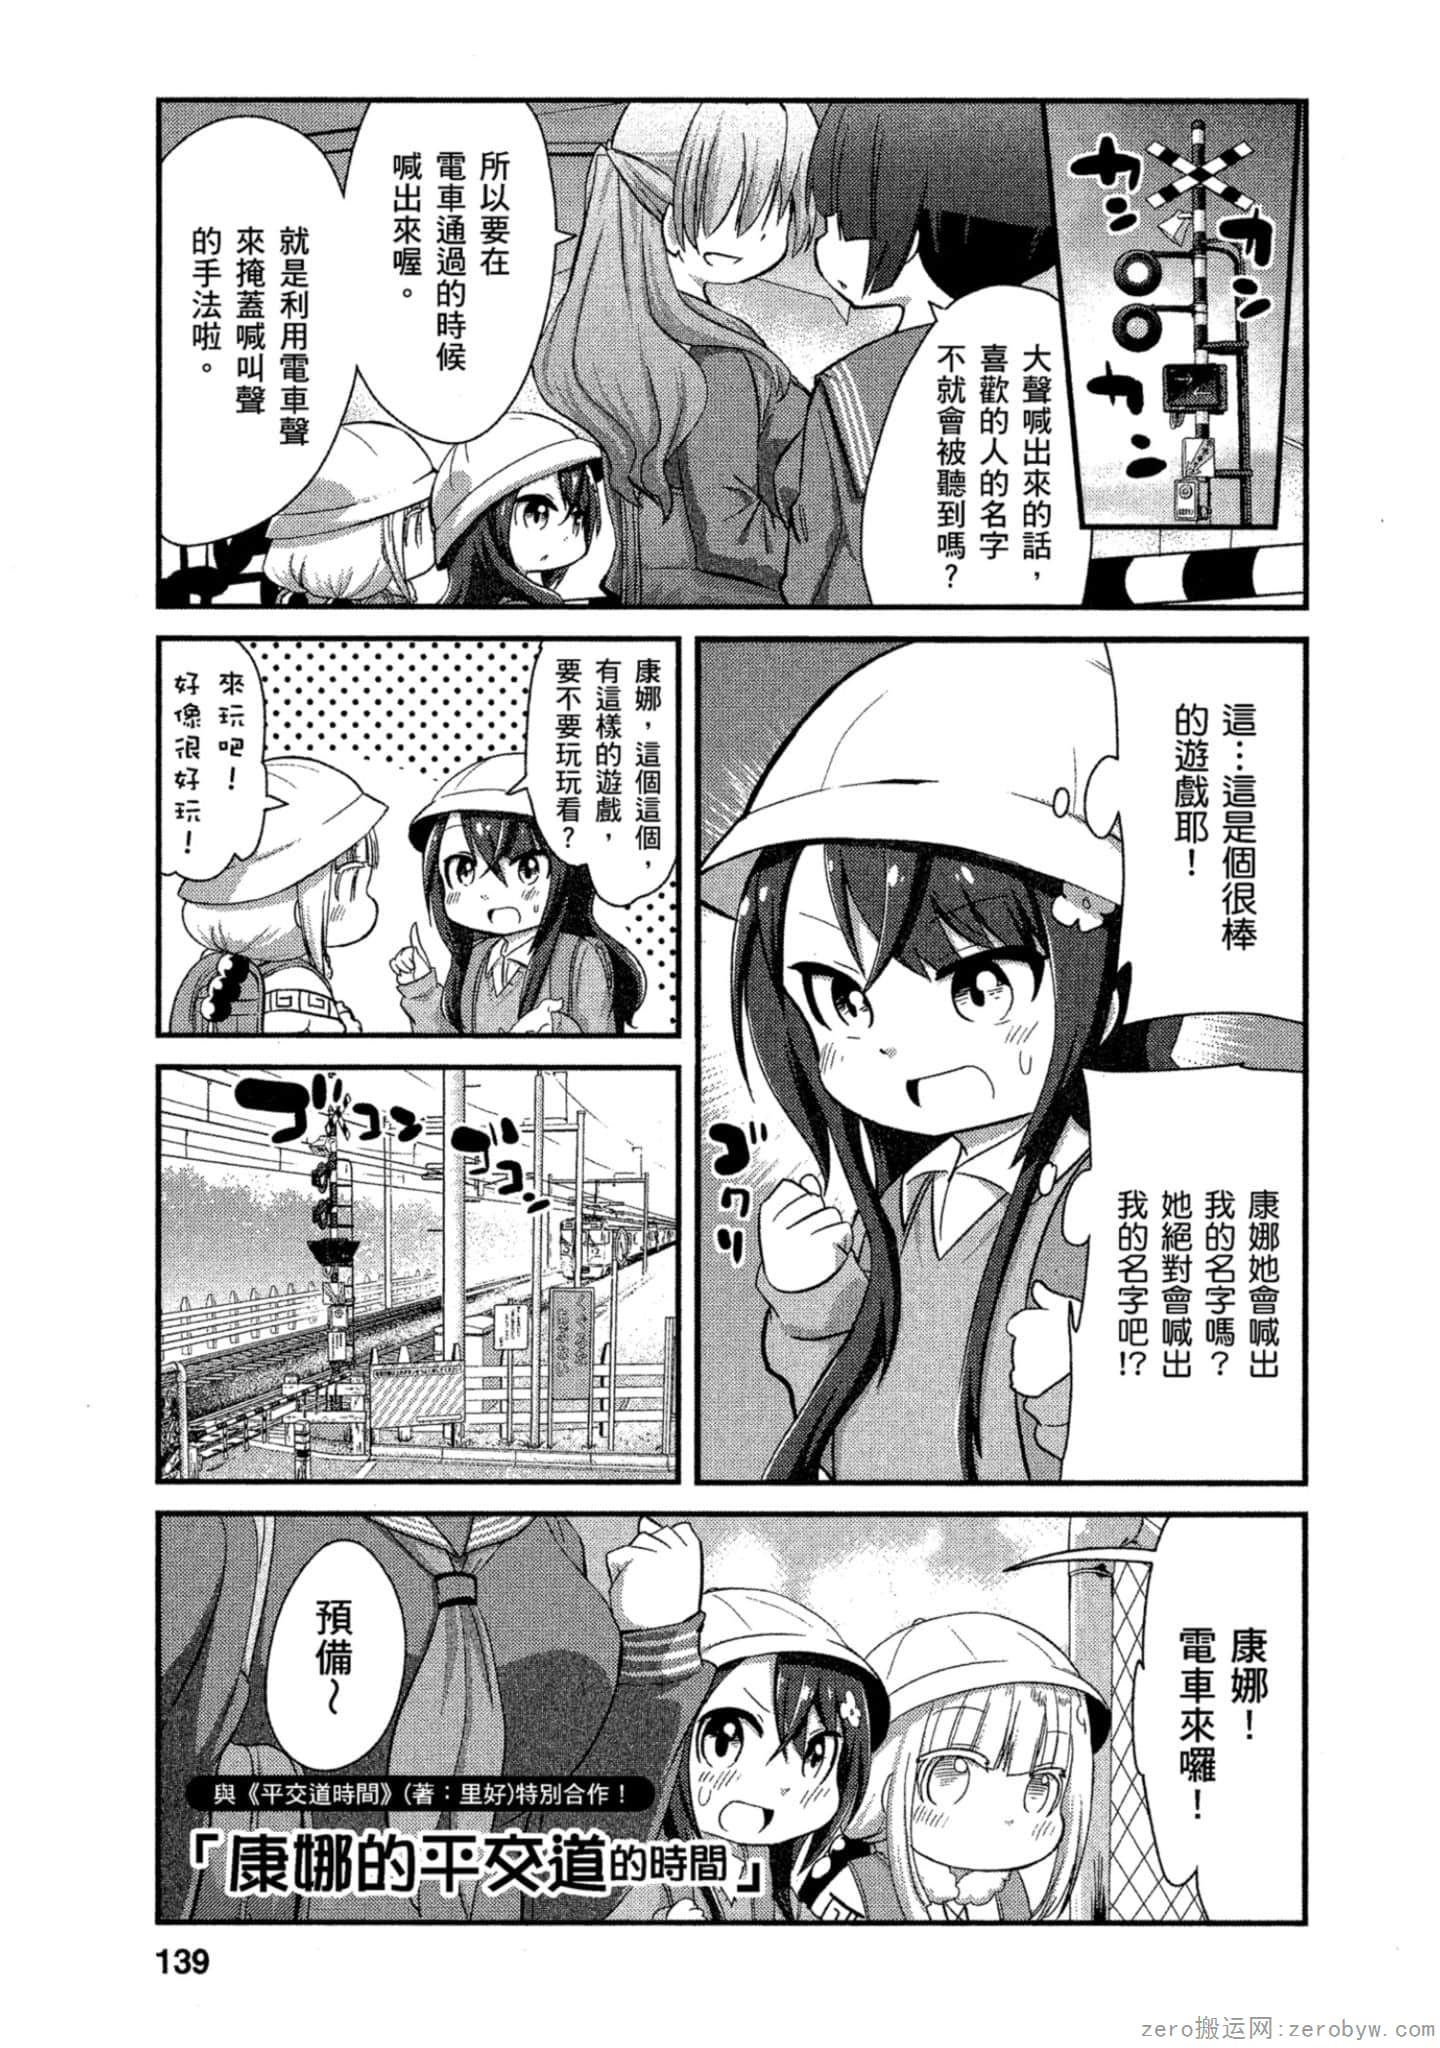 カン
カン
カン
大聲喊出來的話，
喜歡的人的名字
不就會被聽到嗎？
所以要在
電車通過的時候
喊出來喔。
就是利用電車聲
來掩蓋喊叫聲
的手法啦。
這…這是個很棒
的遊戲耶！
康娜她會喊出
我的名字嗎？
她絕對會喊出
我的名字吧!?
ゴクリ
康娜，這個這個，
有這樣的遊戲，
要不要玩玩看？
來玩吧！
好像很好玩！
ゴゴン
ゴゴン
康娜！
電車來囉！
預備～
與《平交道時間》(著：里好)特別合作！
「康娜的平交道的時間」
139
zero搬运网:zerobyw.com